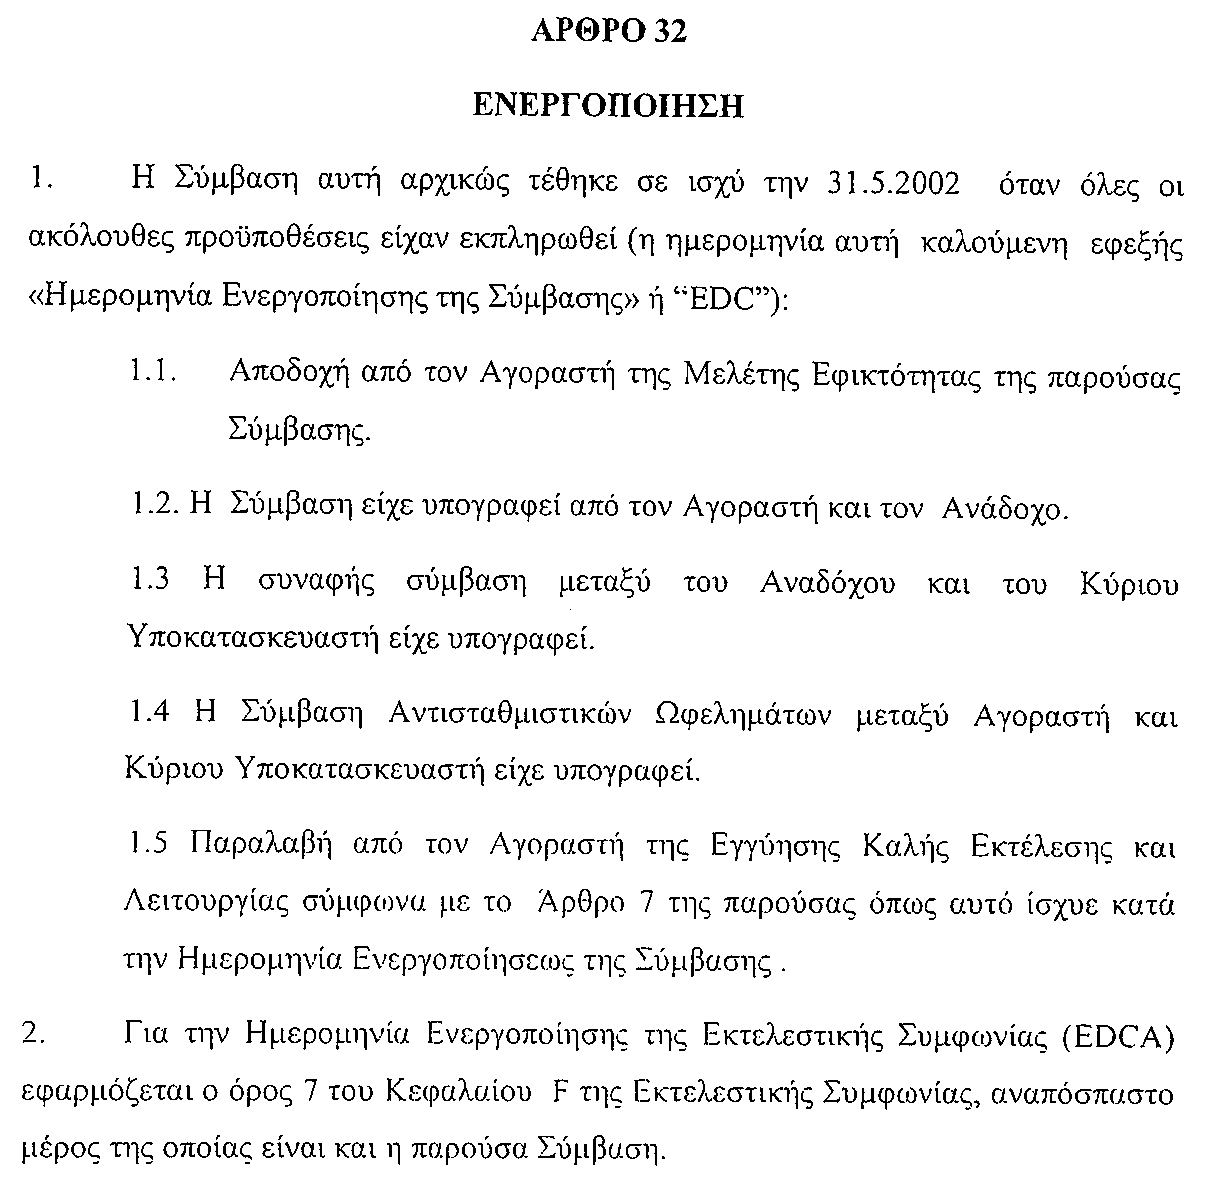 ΑΡΘΡΟ 32
ΕΝΕΡΓΟΠΟΙΗΣΗ
1. Η Σύμβαση αυτή αρχικώς τέθηκε σε ισχύ την 31.5.2002 όταν όλες οι
ακόλουθες προϋποθέσεις είχαν εκπληρωθεί (η ημερομηνία αυτή καλούμενη εφεξής
«Ημερομηνία Ενεργοποίησης της Σύμβασης» ή “EDC”):
1.1. Αποδοχή από τον Αγοραστή της Μελέτης Εφικτότητας της παρούσας
Σύμβασης.
1.2. Η Σύμβαση είχε υπογραφεί από τον Αγοραστή και τον Ανάδοχο.
1.3 Η συναφής σύμβαση μεταξύ του Αναδόχου και του Κύριου
Υποκατασκευαστή είχε υπογραφεί.
1.4 Η Σύμβαση Αντισταθμιστικών Ωφελημάτων μεταξύ Αγοραστή και
Κύριου Υποκατασκευαστή είχε υπογραφεί.
1.5 Παραλαβή από τον Αγοραστή της Εγγύησης Καλής Εκτέλεσης και
Λειτουργίας σύμφωνα με το Άρθρο 7 της παρούσας όπως αυτό ίσχυε κατά
την Ημερομηνία Ενεργοποίησεως της Σύμβασης .
2. Για την Ημερομηνία Ενεργοποίησης της Εκτελεστικής Συμφωνίας (EDCA)
εφαρμόζεται ο όρος 7 του Κεφαλαίου F της Εκτελεστικής Συμφωνίας, αναπόσπαστο
μέρος της οποίας είναι και η παρούσα Σύμβαση.